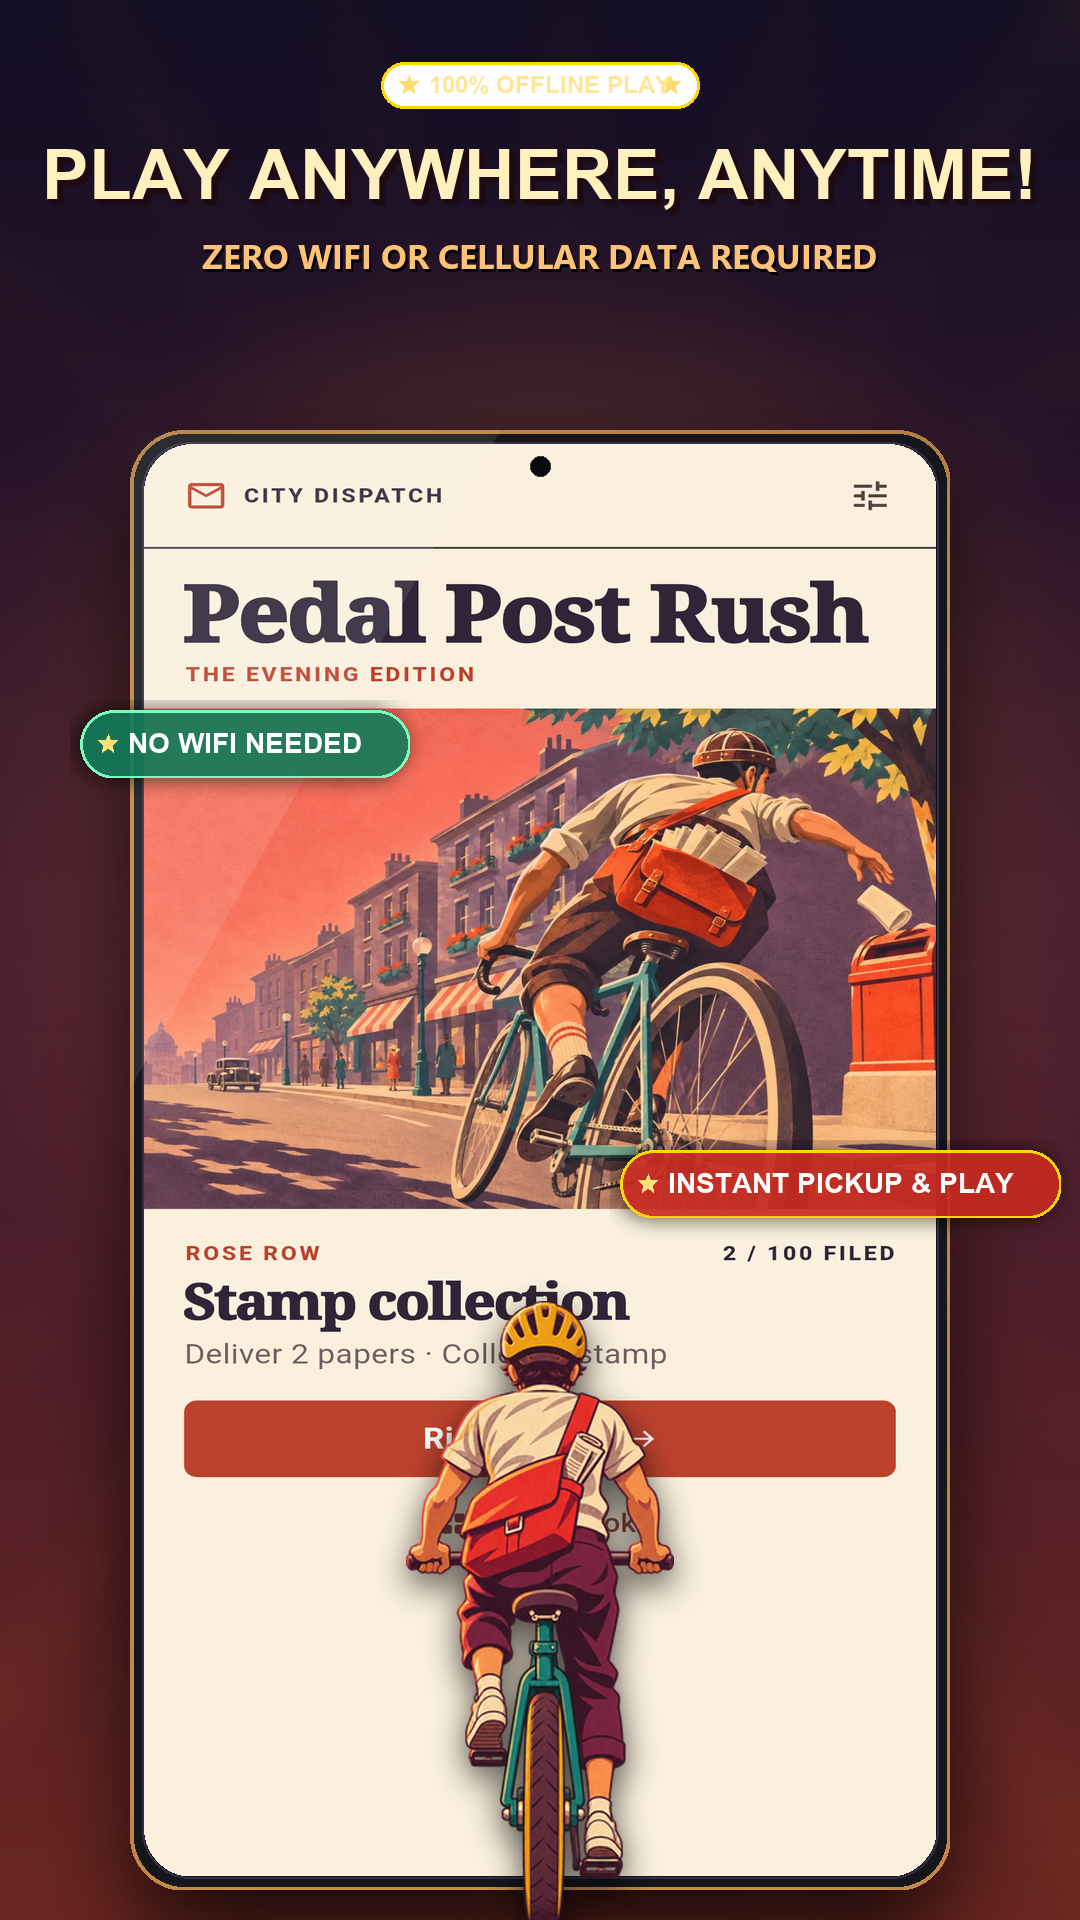 100% OFFLINE PLAY
PLAY ANYWHERE, ANYTIME!
ZERO WIFI OR CELLULAR DATA REQUIRED
CITY DISPATCH
Pedal Post Rush
THE EVENING EDITION
NO WIFI NEEDED
INSTANT PICKUP & PLAY
ROSE ROW
2 / 100 FILED
Stamp collection
Deliver 2 papers · stamp